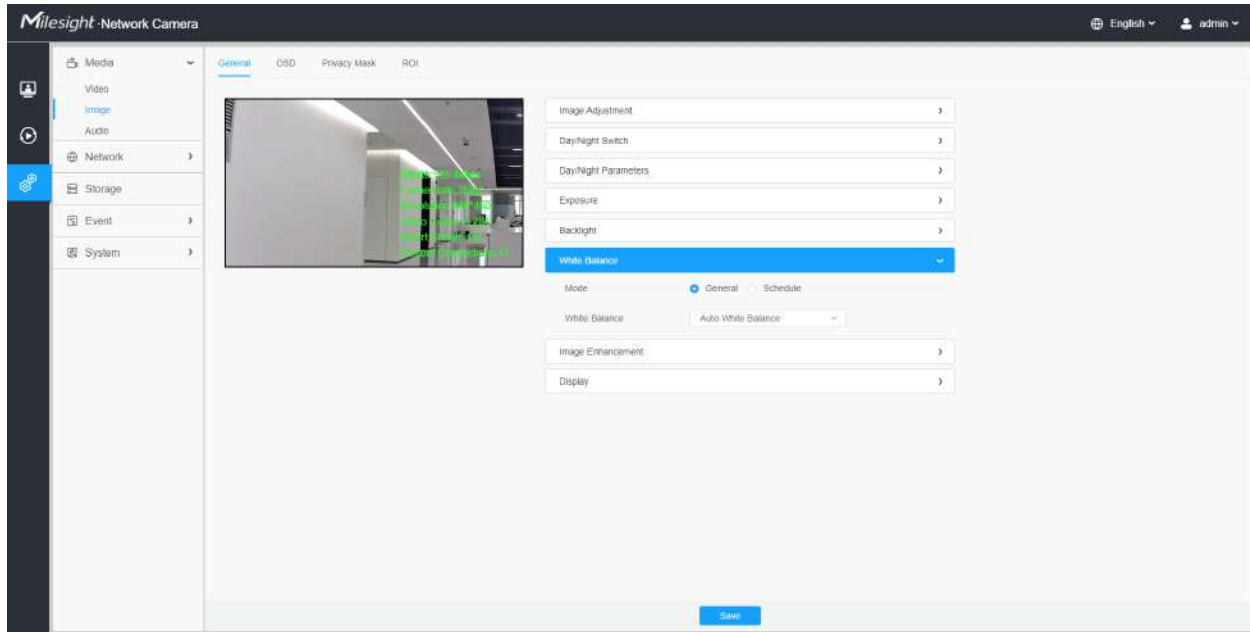 Milesight ·Network Camera
English
admin
Media
Video
Image
Audio
Network
Storage
Event
System
General OSD Privacy Mask ROI
Image Adjustment
Day/Night Switch
Day/Night Parameters
Exposure
Backlight
White Balance
Mode General Schedule
White Balance Auto White Balance
Image Enhancement
Display
Save